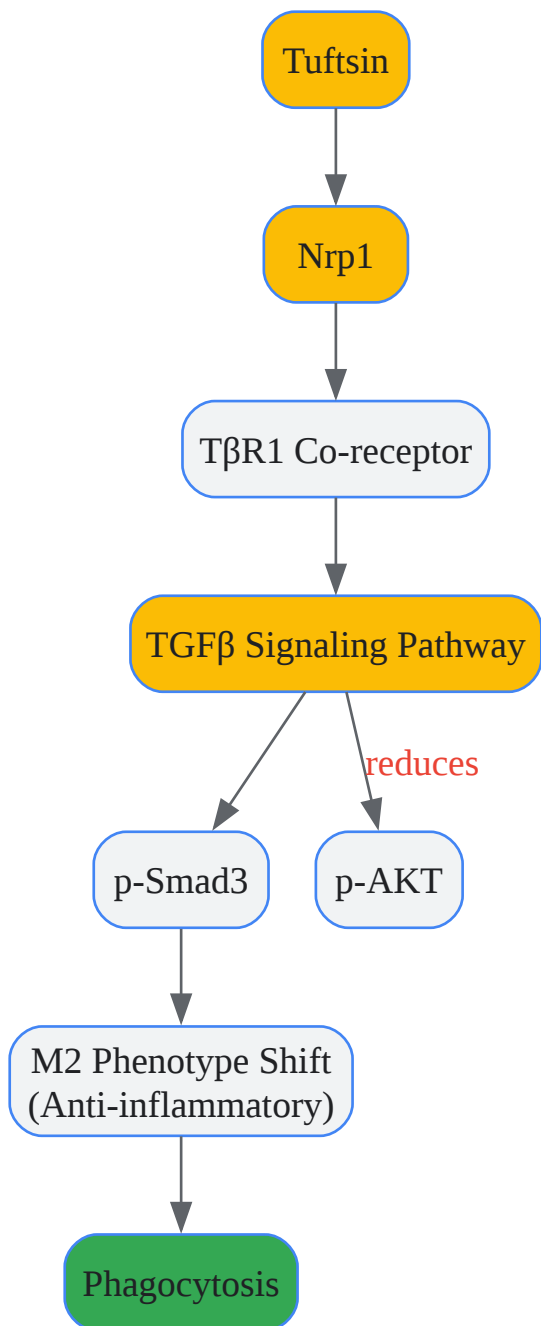 Tuftsin
Nrp1
TβR1 Co-receptor
TGFβ Signaling Pathway
reduces
p-Smad3
p-AKT
M2 Phenotype Shift
(Anti-inflammatory)
Phagocytosis